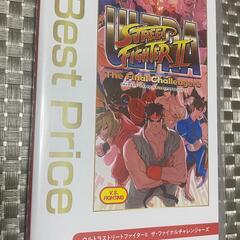 Best Price
ULTRA
STREET
FIGHTER II
The Final Challengers
V.S.
FIGHTING
ウルトラストリートファイターII ザ・ファイナルチャレンジャーズ